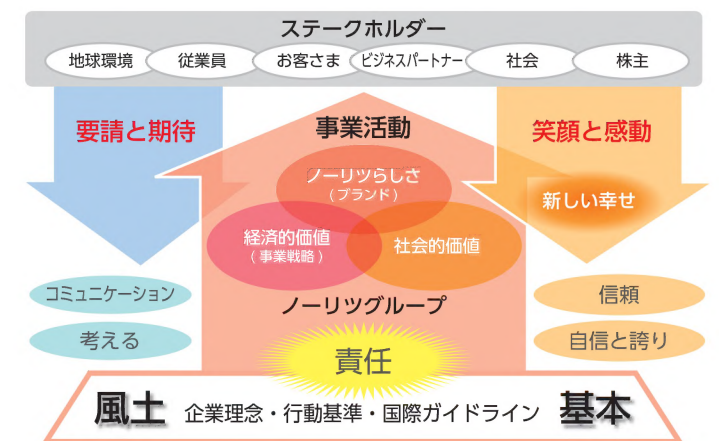 ステークホルダー
地球環境 従業員 お客さま ビジネスパートナー 社会 株主
要請と期待
事業活動
笑顔と感動
ノーリツらしさ
(ブランド)
新しい幸せ
経済的価値
(事業戦略)
社会的価値
コミュニケーション
考える
ノーリツグループ
責任
信頼
自信と誇り
風土 企業理念・行動基準・国際ガイドライン 基本